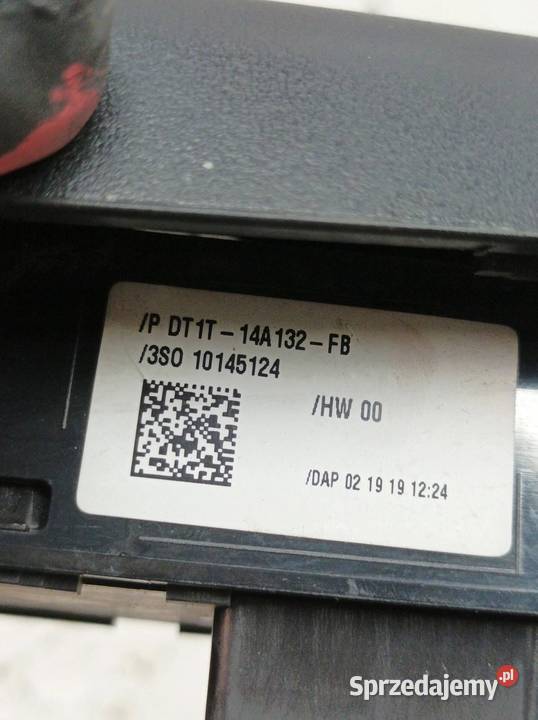 /P DT1T-14A132-FB
/3SO 10145124
/HW 00
/DAP 02 19 19 12:24
Sprzedajemy.pl